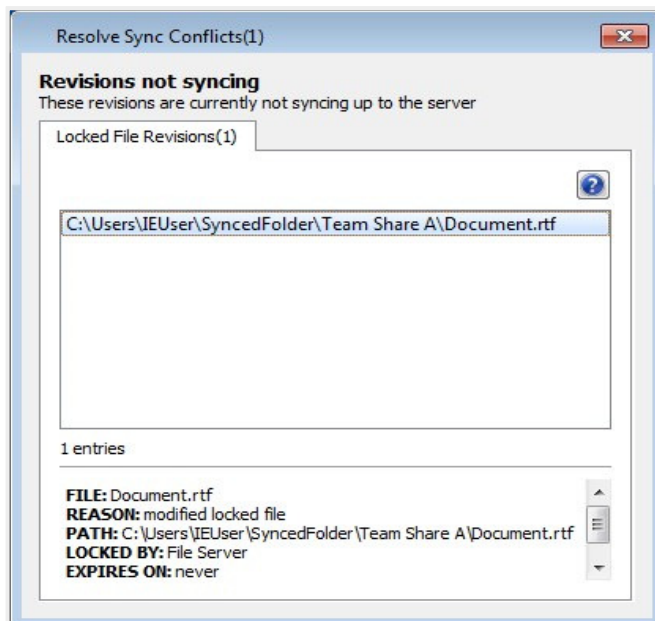 Resolve Sync Conflicts(1)
Revisions not syncing
These revisions are currently not syncing up to the server
Locked File Revisions(1)
?
C:\Users\IEUser\SyncedFolder\Team Share A\Document.rtf
1 entries
FILE: Document.rtf
REASON: modified locked file
PATH: C:\Users\IEUser\SyncedFolder\Team Share A\Document.rtf
LOCKED BY: File Server
EXPIRES ON: never